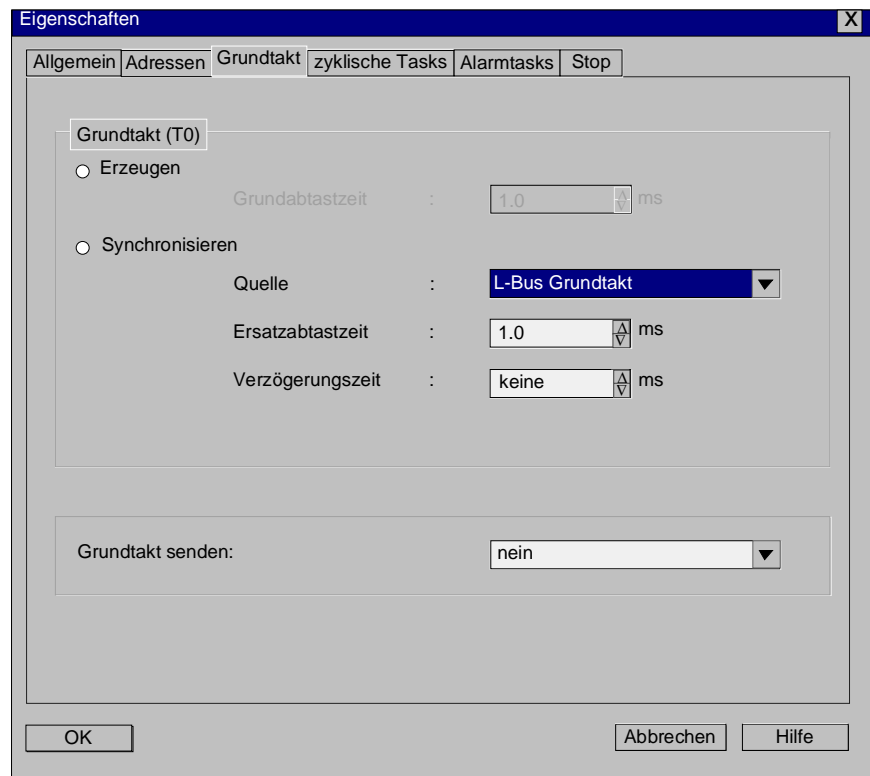 Eigenschaften X
Allgemein Adressen Grundtakt zyklische Tasks Alarmtasks Stop
Grundtakt (T0)
Erzeugen
Grundabtastzeit : 1.0 ms
Synchronisieren
Quelle : L-Bus Grundtakt
Ersatzabtastzeit : 1.0 ms
Verzögerungszeit : keine ms
Grundtakt senden: nein
OK Abbrechen Hilfe